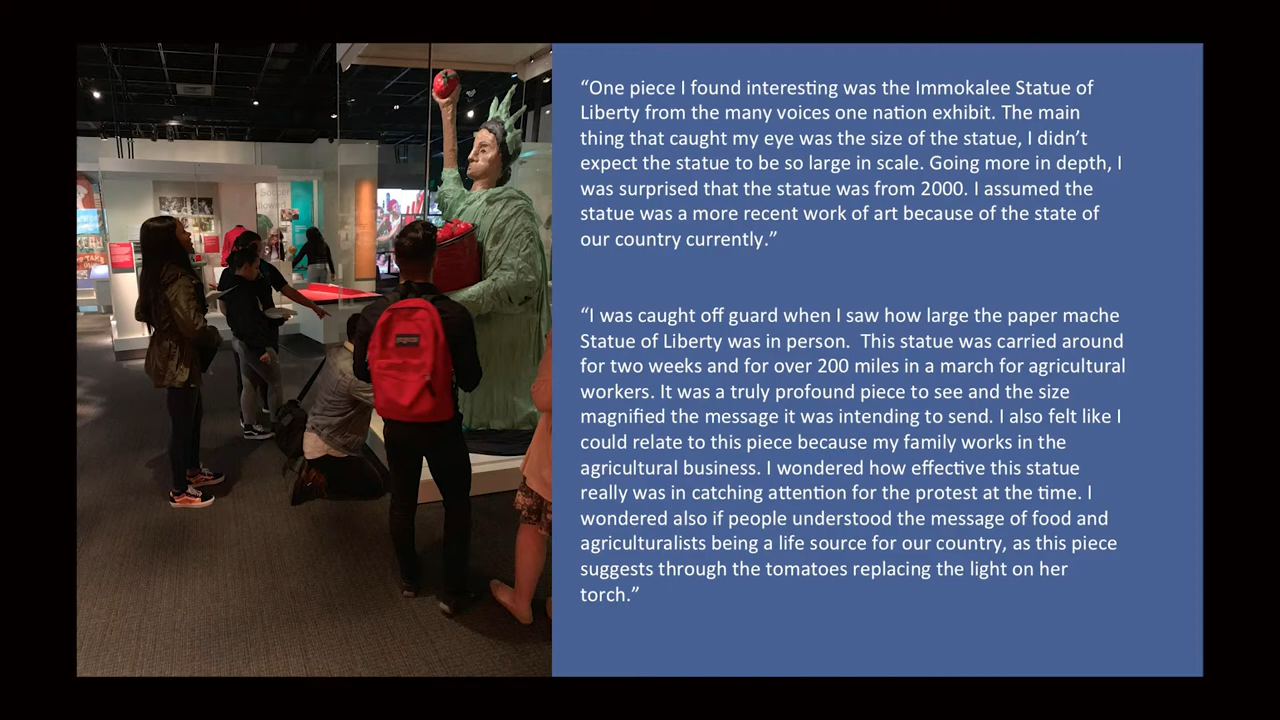 “One piece I found interesting was the Immokalee Statue of
Liberty from the many voices one nation exhibit. The main
thing that caught my eye was the size of the statue, I didn’t
expect the statue to be so large in scale. Going more in depth, I
was surprised that the statue was from 2000. I assumed the
statue was a more recent work of art because of the state of
our country currently.”
“I was caught off guard when I saw how large the paper mache
Statue of Liberty was in person.  This statue was carried around
for two weeks and for over 200 miles in a march for agricultural
workers. It was a truly profound piece to see and the size
magnified the message it was intending to send. I also felt like I
could relate to this piece because my family works in the
agricultural business. I wondered how effective this statue
really was in catching attention for the protest at the time. I
wondered also if people understood the message of food and
agriculturalists being a life source for our country, as this piece
suggests through the tomatoes replacing the light on her
torch.”